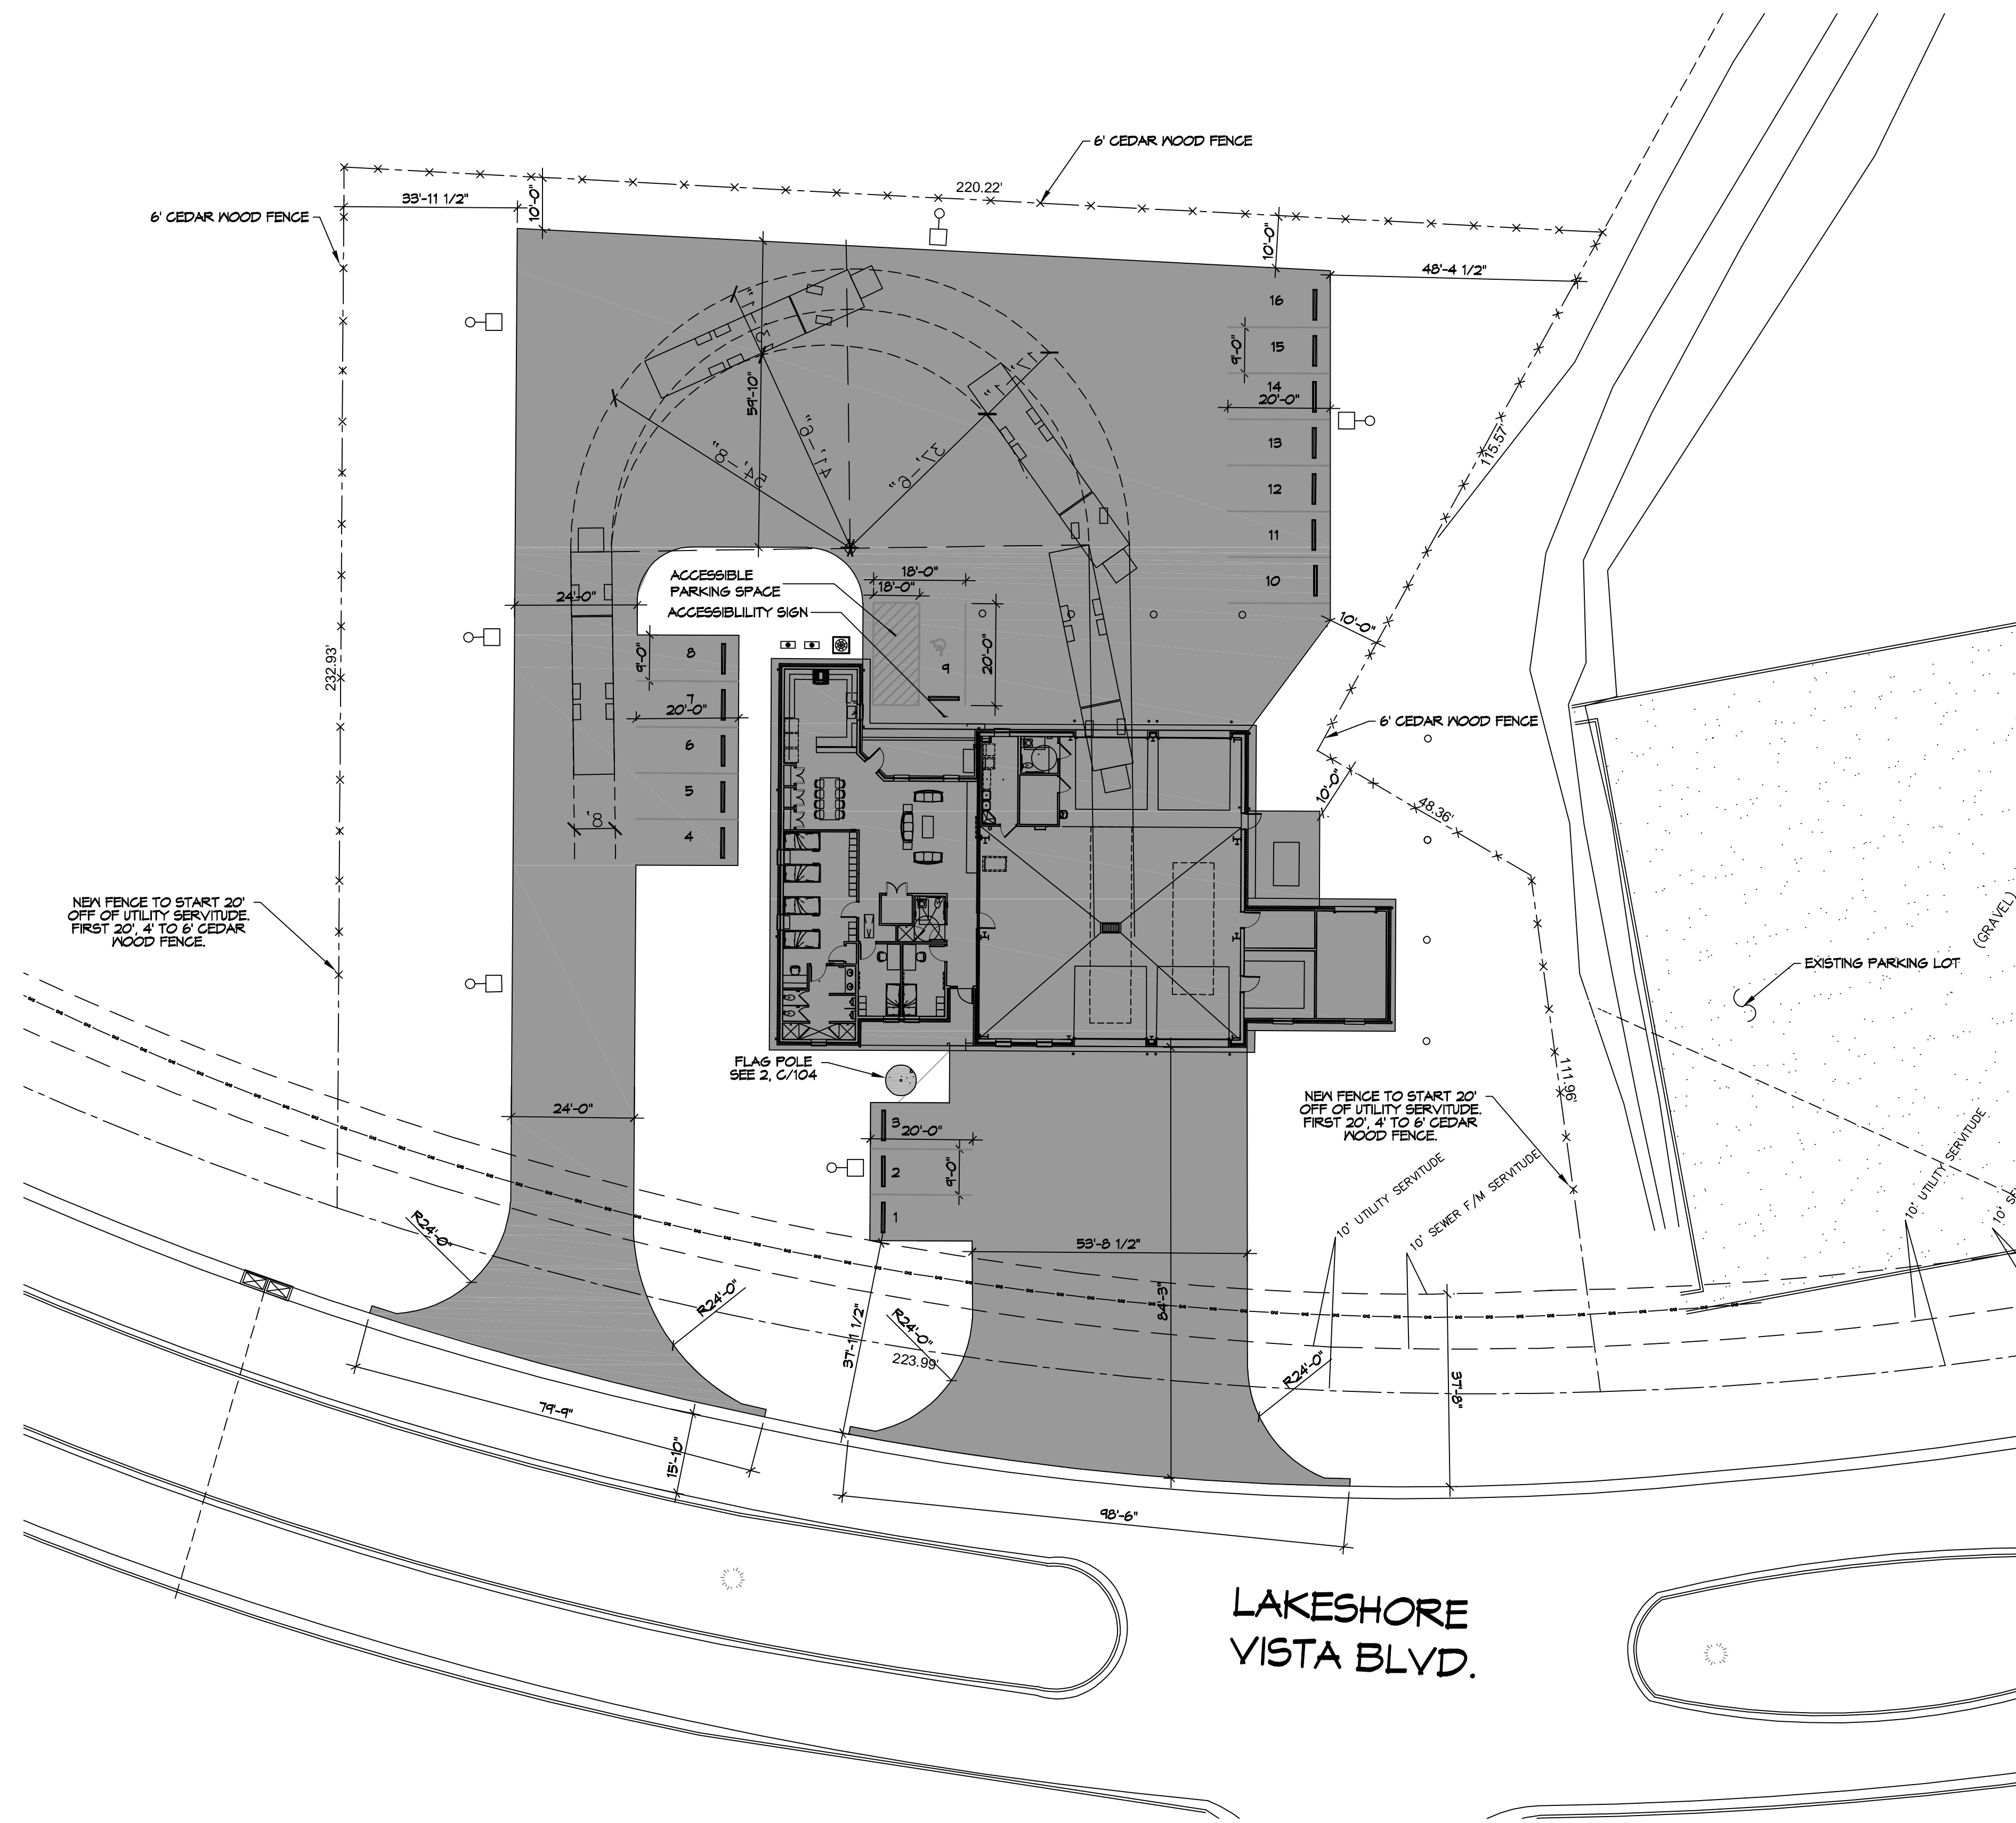 6' CEDAR WOOD FENCE
220.22'
33'-11 1/2"
10'-0"
6' CEDAR WOOD FENCE
10'-0"
48'-4 1/2"
16
15
9'-0"
14
20'-0"
13
12
11
10
115.57'
17'-1"
17'-1"
59'-10"
54'-8"
41'-6"
37'-6"
ACCESSIBLE
PARKING SPACE
ACCESSIBLILITY SIGN
18'-0"
18'-0"
24'-0"
9
20'-0"
10'-0"
232.93'
9'-0"
8
7
20'-0"
6
5
4
8'
6' CEDAR WOOD FENCE
10'-0"
48.36'
NEW FENCE TO START 20'
OFF OF UTILITY SERVITUDE.
FIRST 20', 4' TO 6' CEDAR
WOOD FENCE.
(GRAVEL)
EXISTING PARKING LOT
FLAG POLE
SEE 2, C/104
24'-0"
3
20'-0"
2
9'-0"
1
NEW FENCE TO START 20'
OFF OF UTILITY SERVITUDE.
FIRST 20', 4' TO 6' CEDAR
WOOD FENCE.
111.96'
10' UTILITY SERVITUDE
10' SEWER F/M SERVITUDE
10' UTILITY SERVITUDE
R24'-0"
53'-8 1/2"
R24'-0"
37'-11 1/2"
R24'-0"
223.99'
84'-3"
R24'-0"
37'-8"
79'-9"
15'-10"
98'-6"
LAKESHORE
VISTA BLVD.